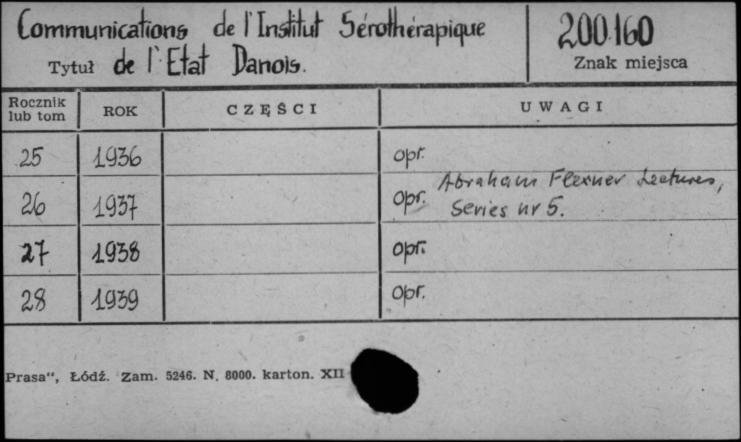 Communications de l'Institut Sérothérapique
Tytuł de l'Etat Danois.
200.160
Znak miejsca
Rocznik lub tom ROK CZĘŚCI UWAGI
25 1936 opr.
26 1937 opr. Abraham Flexner Lectures,
Series nr 5.
27 1938 opr.
28 1939 opr.
Prasa", Łódź. Zam. 5246. N. 8000. karton. XII